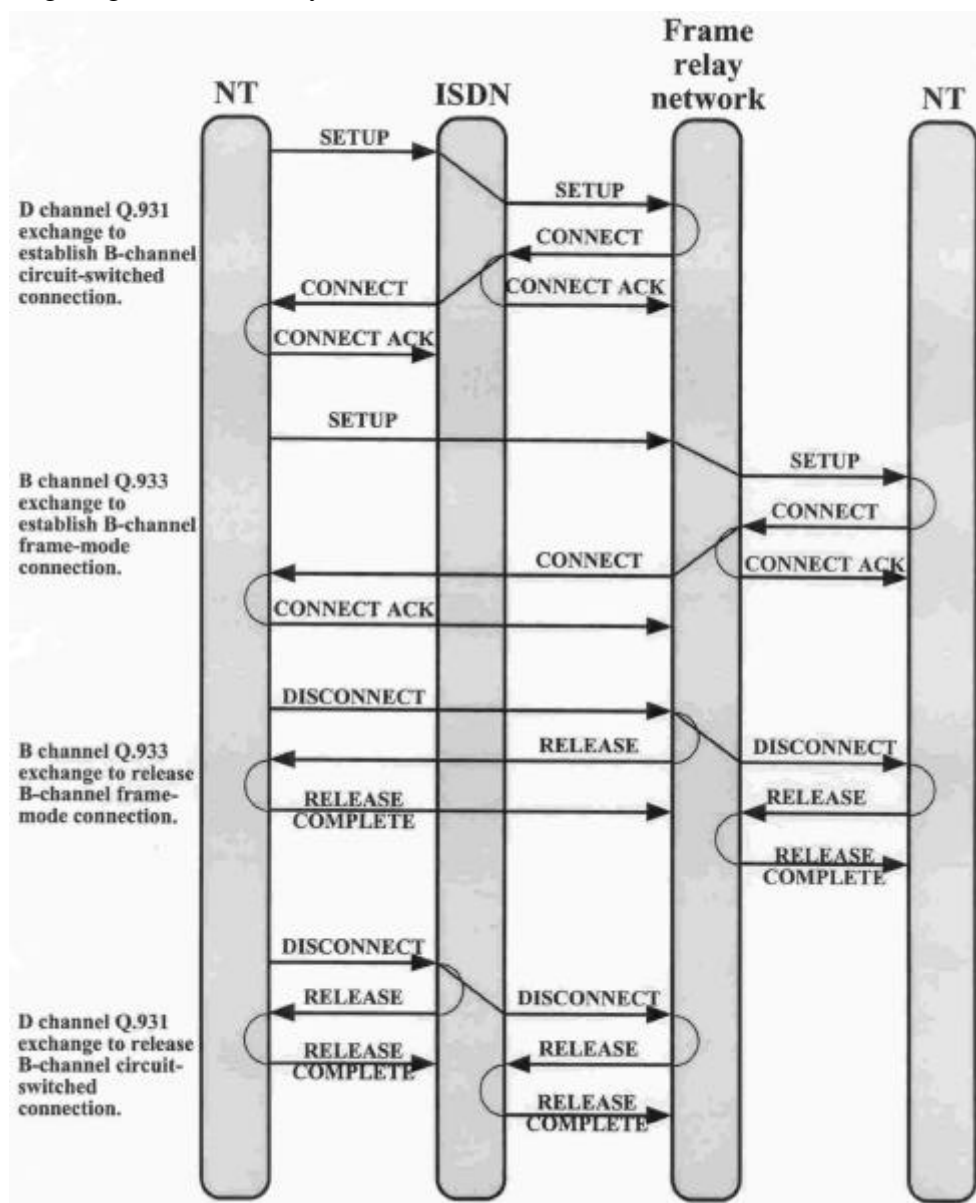 Frame
relay
network
NT
ISDN
NT
SETUP
SETUP
D channel Q.931
exchange to
establish B-channel
circuit-switched
connection.
CONNECT
CONNECT
CONNECT ACK
CONNECT ACK
SETUP
SETUP
B channel Q.933
exchange to
establish B-channel
frame-mode
connection.
CONNECT
CONNECT
CONNECT ACK
CONNECT ACK
DISCONNECT
B channel Q.933
exchange to release
B-channel frame-
mode connection.
RELEASE
DISCONNECT
RELEASE
COMPLETE
RELEASE
RELEASE
COMPLETE
DISCONNECT
D channel Q.931
exchange to release
B-channel circuit-
switched
connection.
RELEASE
DISCONNECT
RELEASE
COMPLETE
RELEASE
RELEASE
COMPLETE